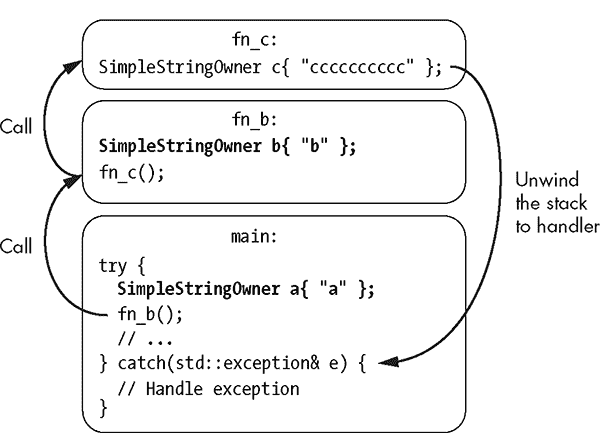 fn_c:
SimpleStringOwner c{ "cccccccccc" };
Call
fn_b:
SimpleStringOwner b{ "b" };
fn_c();
Unwind
the stack
to handler
Call
main:
try {
  SimpleStringOwner a{ "a" };
  fn_b();
  // ...
} catch(std::exception& e) {
  // Handle exception
}